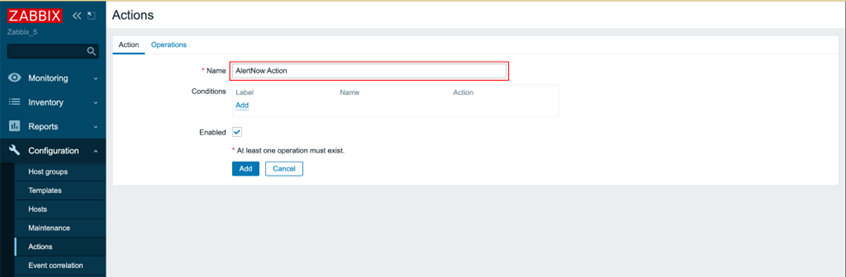 ZABBIX
Zabbix_5
Monitoring
Inventory
Reports
Configuration
Host groups
Templates
Hosts
Maintenance
Actions
Event correlation
Actions
Action Operations
* Name AlertNow Action
Conditions Label Name Action
Add
Enabled
* At least one operation must exist.
Add Cancel